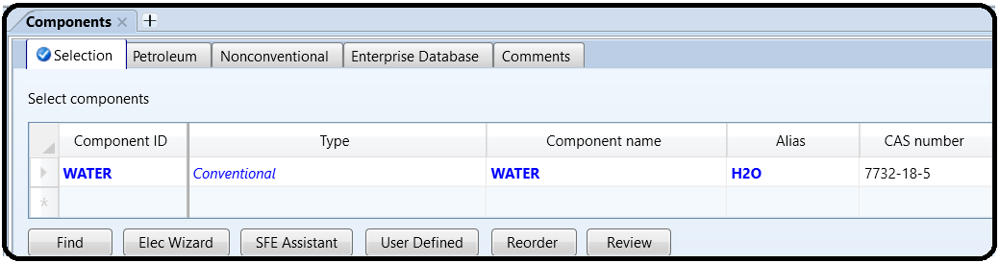 Components × +
Selection Petroleum Nonconventional Enterprise Database Comments
Select components
Component ID Type Component name Alias CAS number
WATER Conventional WATER H2O 7732-18-5
*
Find Elec Wizard SFE Assistant User Defined Reorder Review